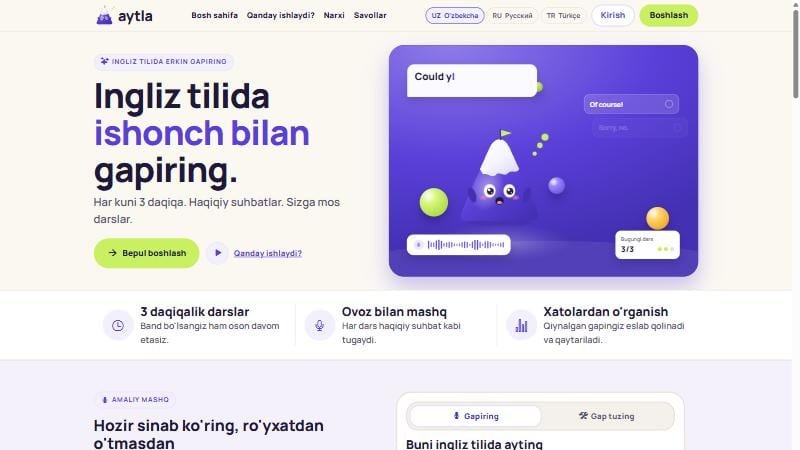 aytla
Bosh sahifa Qanday ishlaydi? Narxi Savollar
UZ O'zbekcha RU Русский TR Türkçe
Kirish
Boshlash
INGLIZ TILIDA ERKIN GAPIRING
Ingliz tilida
ishonch bilan
gapiring.
Har kuni 3 daqiqa. Haqiqiy suhbatlar. Sizga mos
darslar.
Bepul boshlash
Qanday ishlaydi?
Could y
Of course!
Sorry, no.
Bugungi dars
3/3
3 daqiqalik darslar
Band bo'lsangiz ham oson davom
etasiz.
Ovoz bilan mashq
Har dars haqiqiy suhbat kabi
tugaydi.
Xatolardan o'rganish
Qiynalgan gapingiz eslab qolinadi
va qaytariladi.
AMALIY MASHQ
Hozir sinab ko'ring, ro'yxatdan
o'tmasdan
Gapiring
Gap tuzing
Buni ingliz tilida ayting